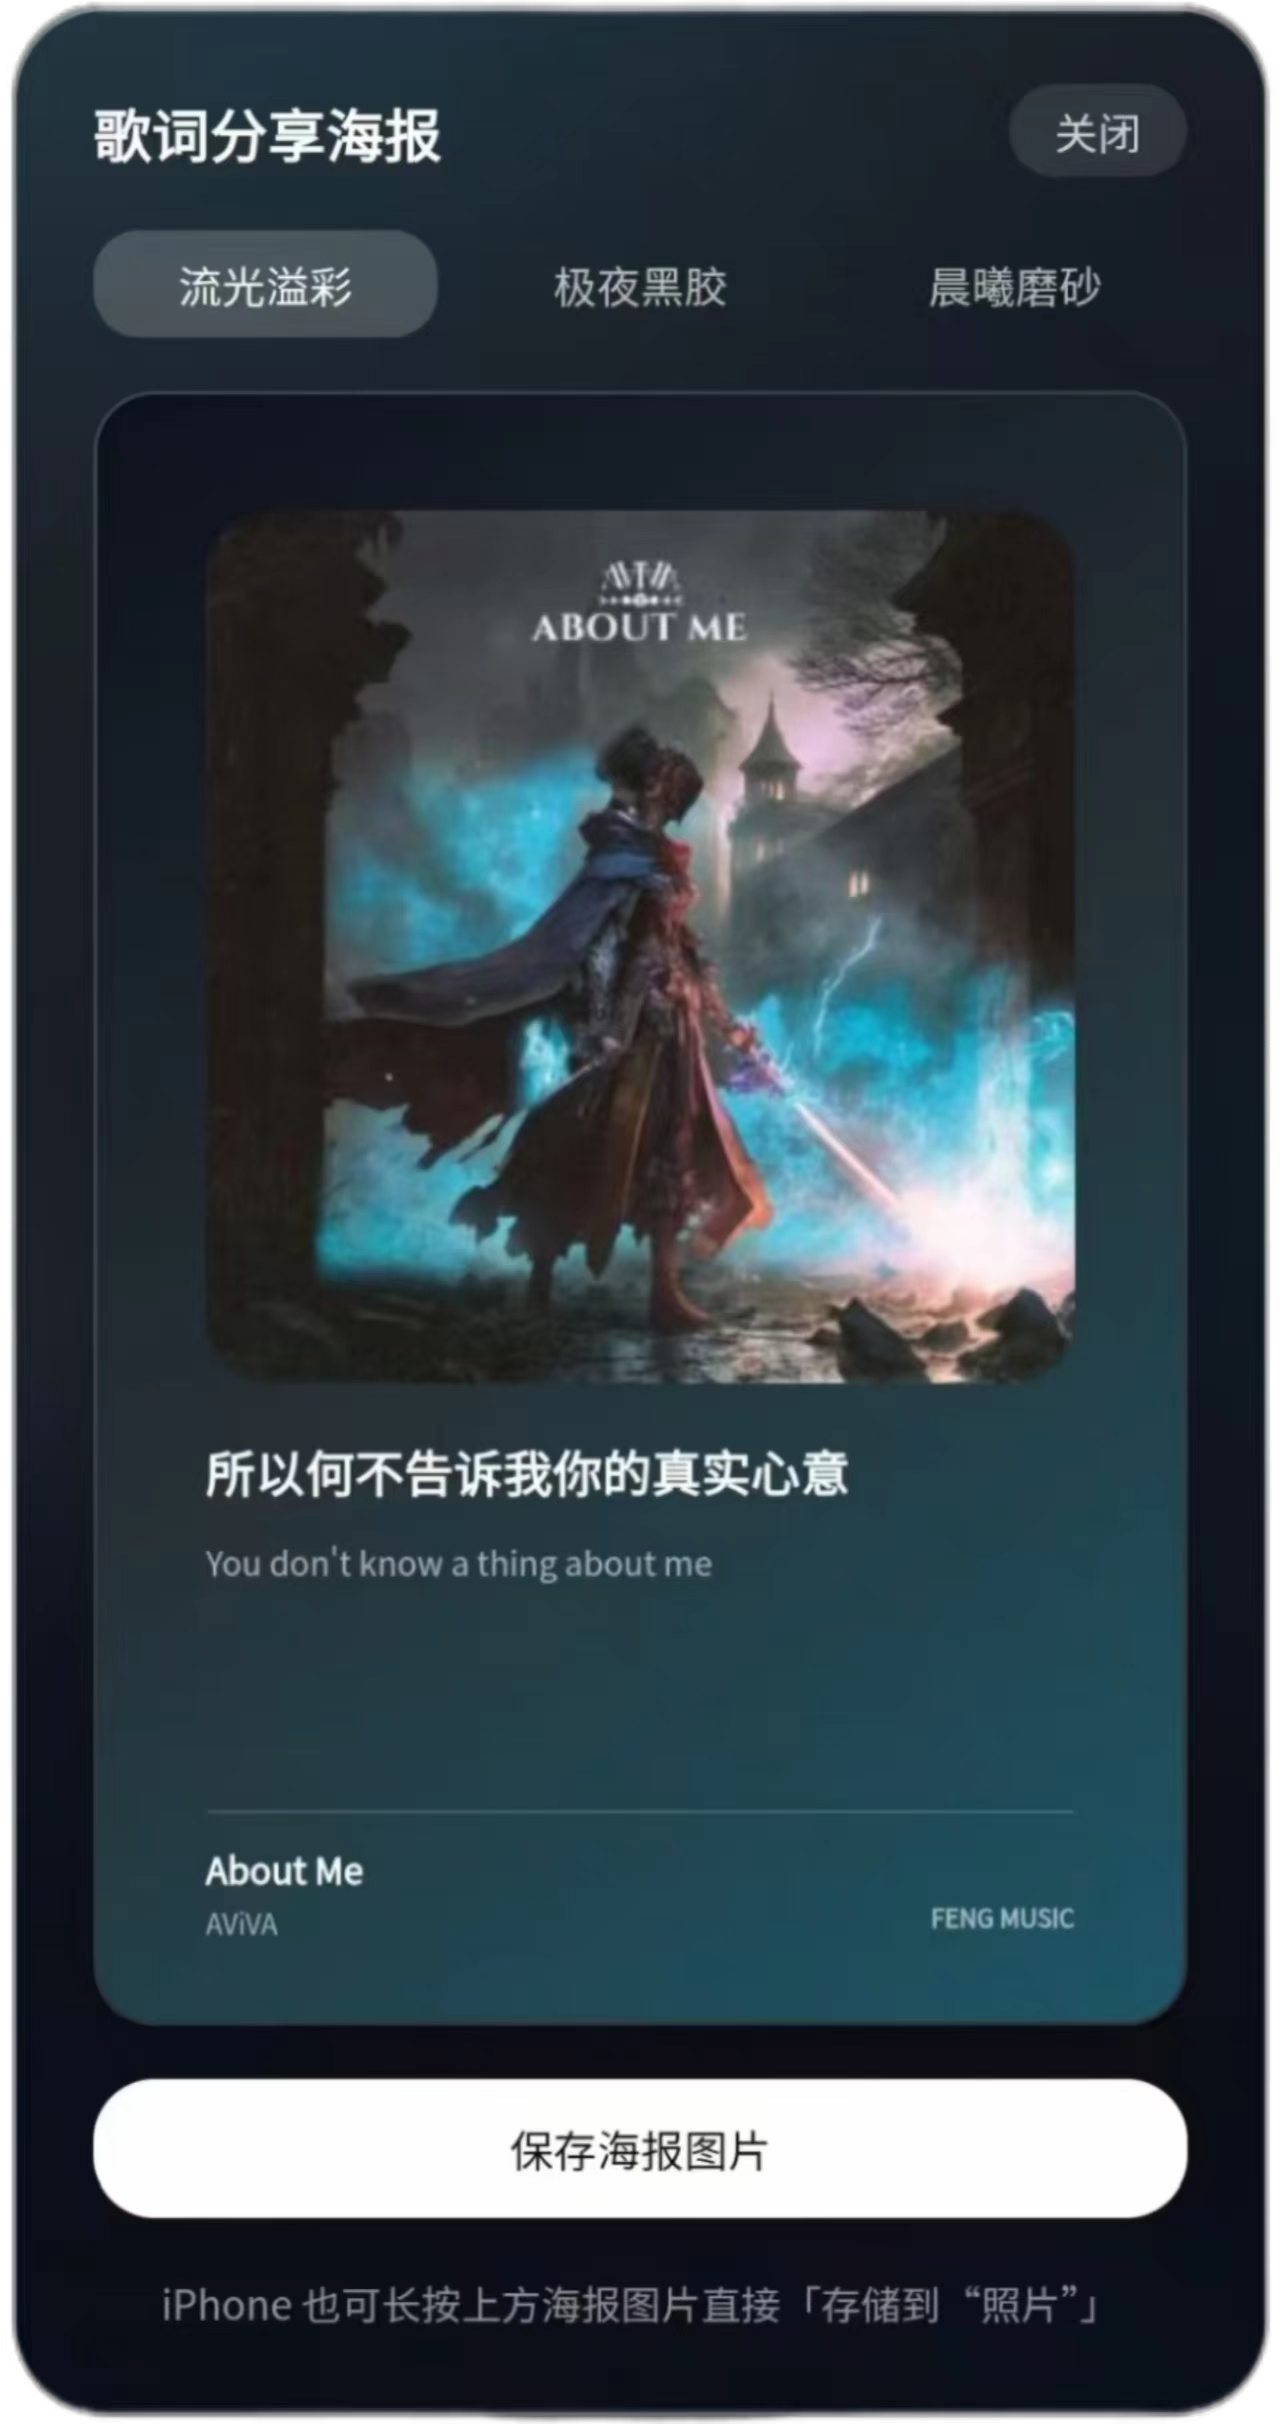 歌词分享海报
关闭
流光溢彩
极夜黑胶
晨曦磨砂
AVIVA
ABOUT ME
所以何不告诉我你的真实心意
You don't know a thing about me
About Me
AViVA
FENG MUSIC
保存海报图片
iPhone 也可长按上方海报图片直接「存储到“照片”」